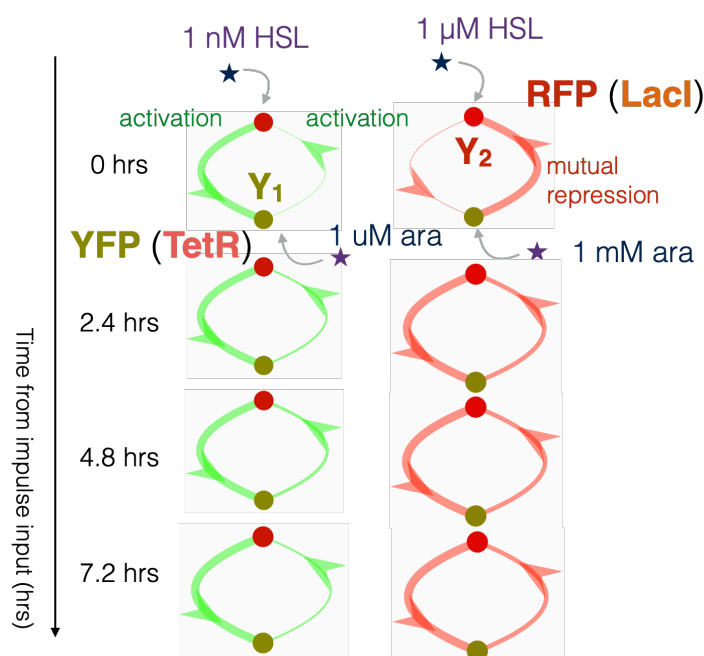 1 nM HSL
1 µM HSL
RFP (LacI)
activation
activation
0 hrs
Y₁
Y₂
mutual
repression
YFP (TetR)
1 uM ara
1 mM ara
2.4 hrs
4.8 hrs
7.2 hrs
Time from impulse input (hrs)